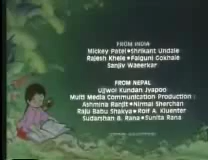 FROM INDIA
Mickey Patel•Shrikant Undale
Rajesh Khele•Falguni Gokhale
Sanjiv Waeerkar
FROM NEPAL
Ujjwol Kundan Jyapoo
Multi Media Communication Production :
Ashmina Ranjit•Nirmal Sherchan
Raju Babu Shakya•Rolf A. Kluenter
Sudarshan B. Rana•Sunita Rana